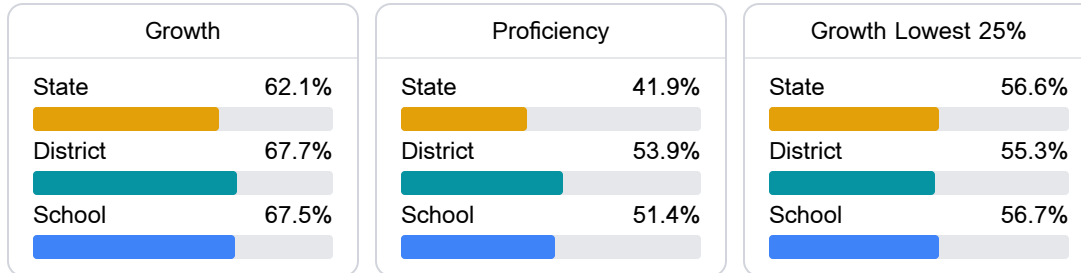 Growth
State 62.1%
District 67.7%
School 67.5%
Proficiency
State 41.9%
District 53.9%
School 51.4%
Growth Lowest 25%
State 56.6%
District 55.3%
School 56.7%